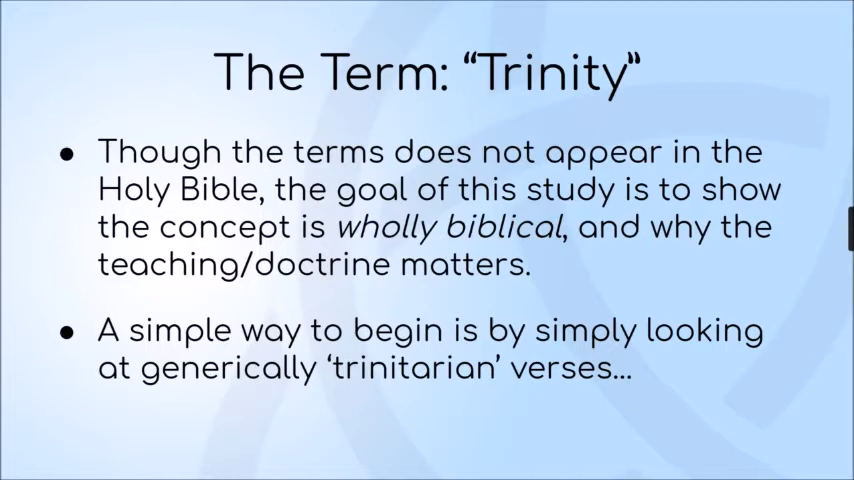 The Term: “Trinity”
● Though the terms does not appear in the
Holy Bible, the goal of this study is to show
the concept is wholly biblical, and why the
teaching/doctrine matters.
● A simple way to begin is by simply looking
at generically ‘trinitarian’ verses...